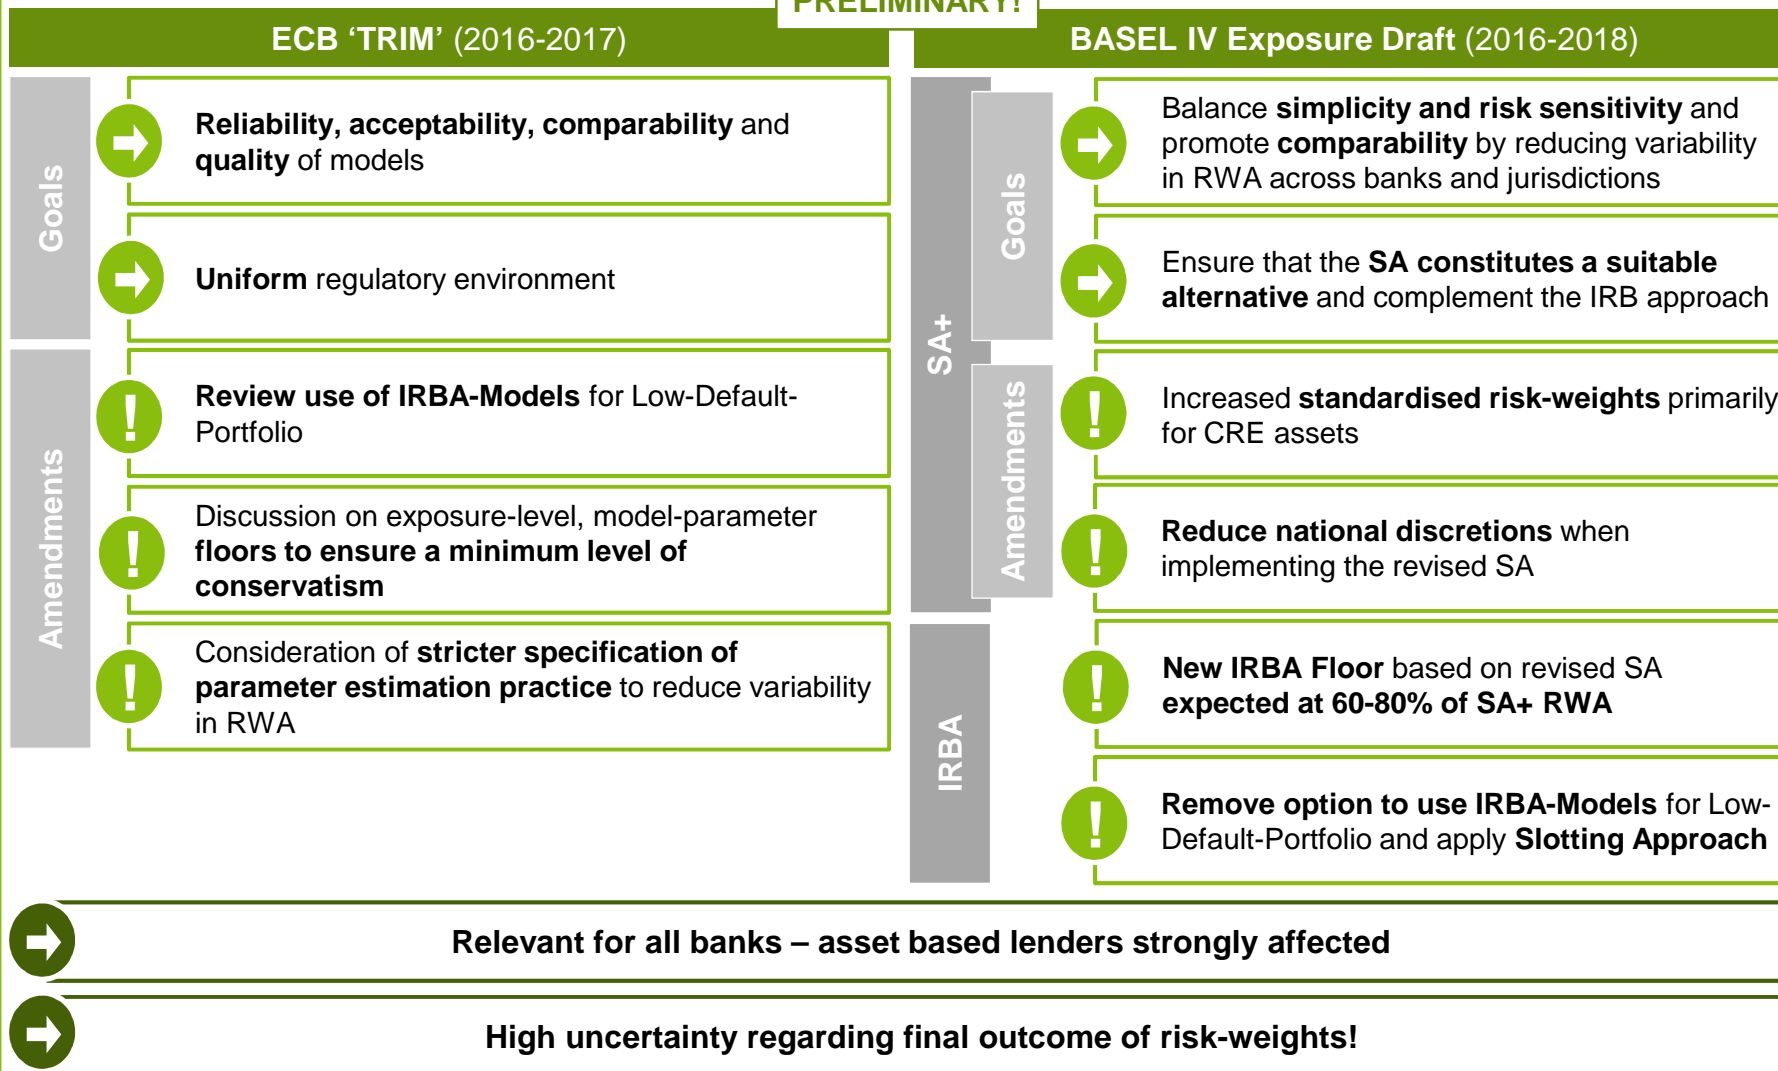 PRELIMINARY!
ECB ‘TRIM’ (2016-2017)
Goals
Reliability, acceptability, comparability and
quality of models
Uniform regulatory environment
Amendments
Review use of IRBA-Models for Low-Default-
Portfolio
Discussion on exposure-level, model-parameter
floors to ensure a minimum level of
conservatism
Consideration of stricter specification of
parameter estimation practice to reduce variability
in RWA
BASEL IV Exposure Draft (2016-2018)
SA+
Goals
Balance simplicity and risk sensitivity and
promote comparability by reducing variability
in RWA across banks and jurisdictions
Ensure that the SA constitutes a suitable
alternative and complement the IRB approach
Amendments
Increased standardised risk-weights primarily
for CRE assets
Reduce national discretions when
implementing the revised SA
IRBA
New IRBA Floor based on revised SA
expected at 60-80% of SA+ RWA
Remove option to use IRBA-Models for Low-
Default-Portfolio and apply Slotting Approach
Relevant for all banks – asset based lenders strongly affected
High uncertainty regarding final outcome of risk-weights!